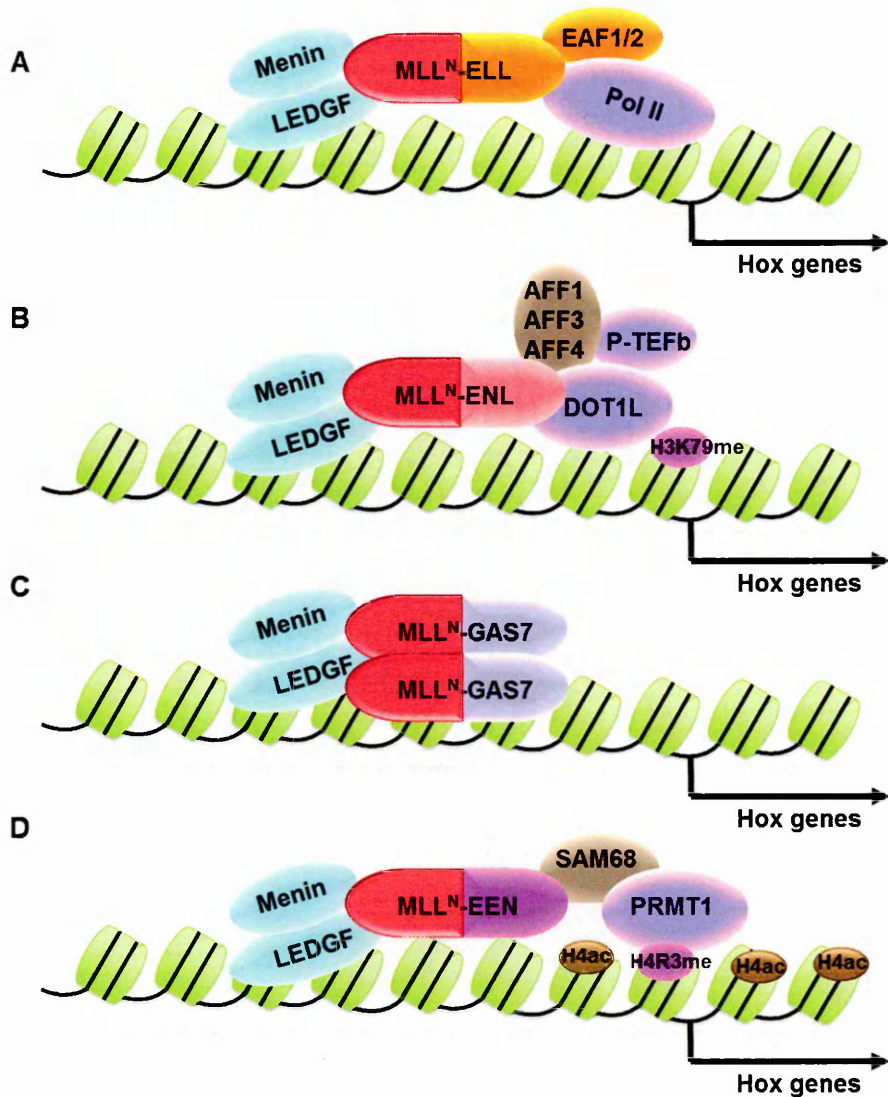 A
Menin
LEDGF
MLLᴺ-ELL
EAF1/2
Pol II
Hox genes
B
Menin
LEDGF
MLLᴺ-ENL
AFF1
AFF3
AFF4
P-TEFb
DOT1L
H3K79me
Hox genes
C
Menin
LEDGF
MLLᴺ-GAS7
MLLᴺ-GAS7
Hox genes
D
Menin
LEDGF
MLLᴺ-EEN
SAM68
PRMT1
H4ac
H4R3me
H4ac
H4ac
Hox genes